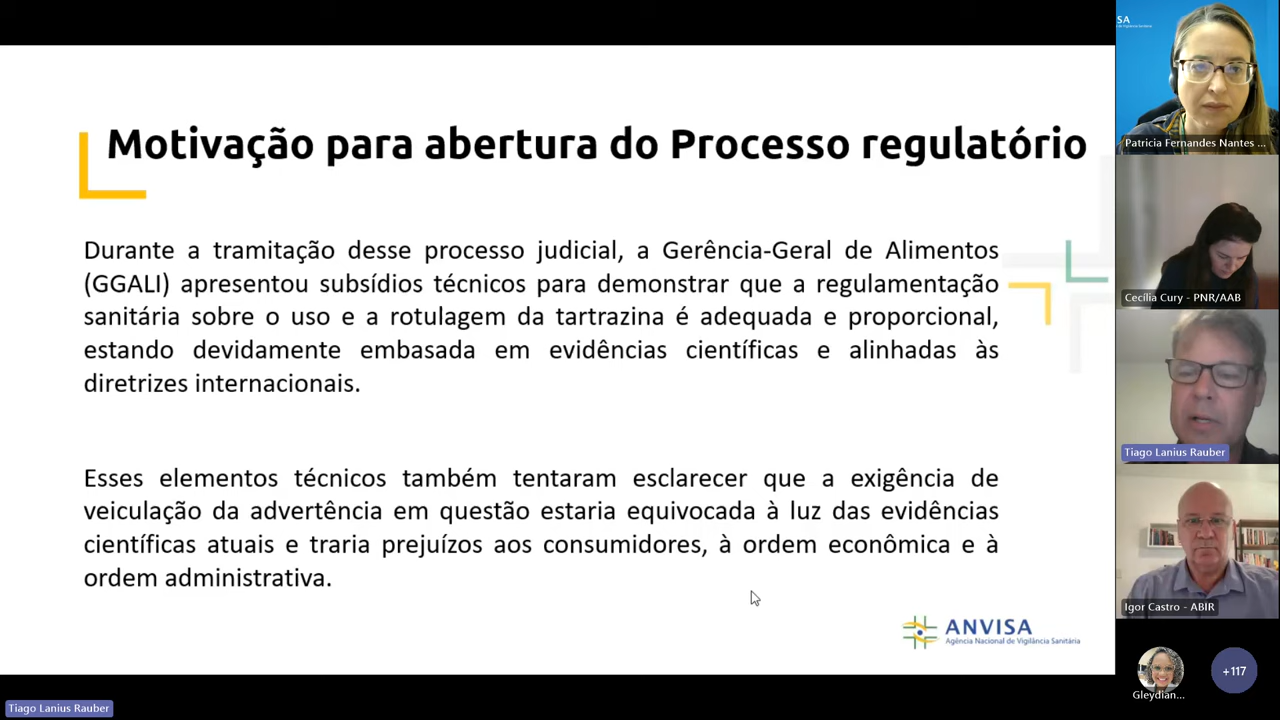 Motivação para abertura do Processo regulatório
Durante a tramitação desse processo judicial, a Gerência-Geral de Alimentos
(GGALI) apresentou subsídios técnicos para demonstrar que a regulamentação
sanitária sobre o uso e a rotulagem da tartrazina é adequada e proporcional,
estando devidamente embasada em evidências científicas e alinhadas às
diretrizes internacionais.
Esses elementos técnicos também tentaram esclarecer que a exigência de
veiculação da advertência em questão estaria equivocada à luz das evidências
científicas atuais e traria prejuízos aos consumidores, à ordem econômica e à
ordem administrativa.
ANVISA
Agência Nacional de Vigilância Sanitária
SA
Patricia Fernandes Nantes ...
Cecília Cury - PNR/AAB
Tiago Lanius Rauber
Igor Castro - ABIR
Gleydian...
+117
Tiago Lanius Rauber